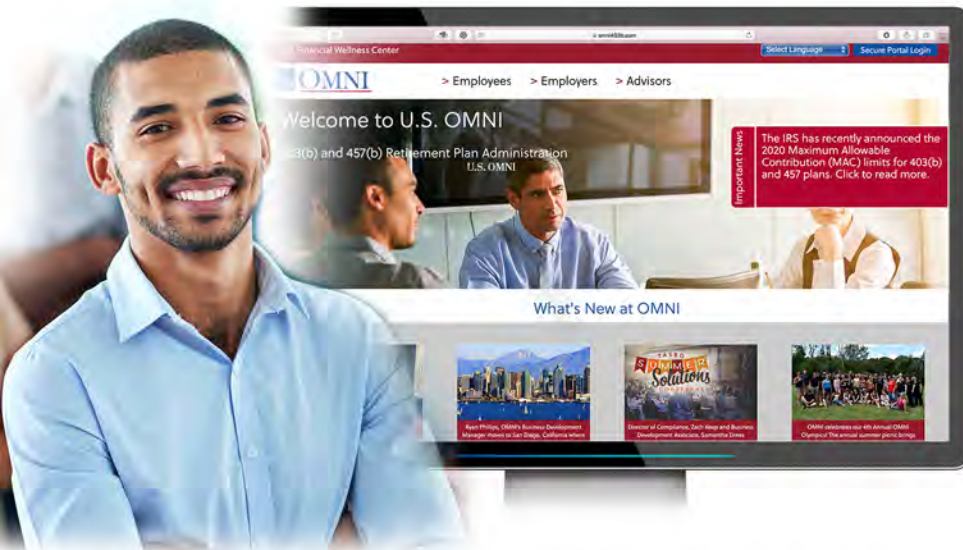 Financial Wellness Center
Select Language
Secure Portal Login
OMNI
> Employees
> Employers
> Advisors
Welcome to U.S. OMNI
403(b) and 457(b) Retirement Plan Administration
U.S. OMNI
Important News
The IRS has recently announced the
2020 Maximum Allowable
Contribution (MAC) limits for 403(b)
and 457 plans. Click to read more.
What's New at OMNI
SUMMER
Solutions
Ryan Phillips, OMNI's Business Development
Manager moves to San Diego, California where
Director of Compliance, Zach Keep and Business
Development Associate, Samantha
OMNI celebrates our 4th Annual OMNI
Olympics! The annual summer picnic brings